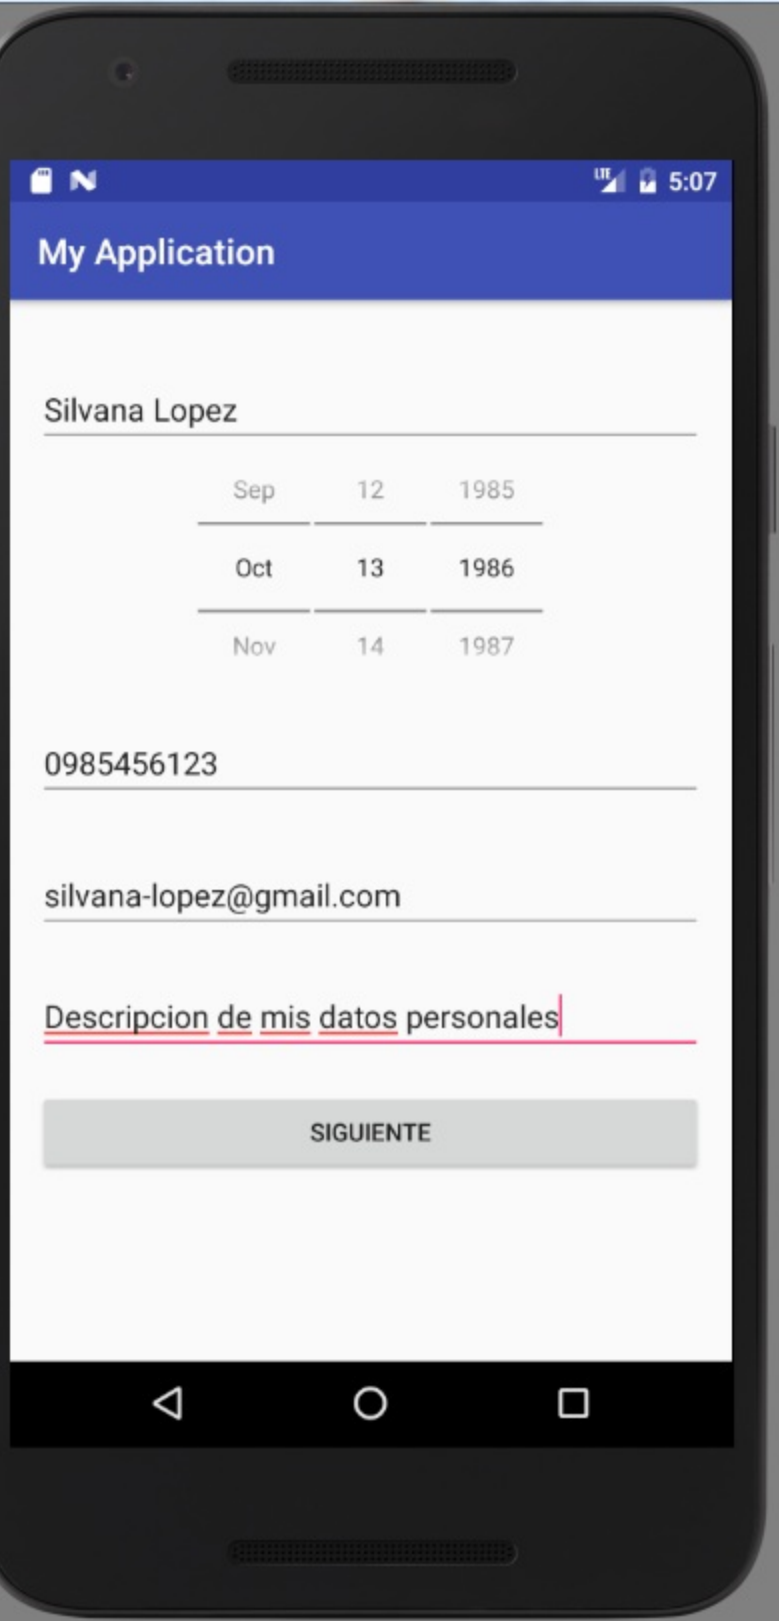 LTE 5:07
My Application
Silvana Lopez
Sep 12 1985
Oct 13 1986
Nov 14 1987
0985456123
silvana-lopez@gmail.com
Descripcion de mis datos personales
SIGUIENTE